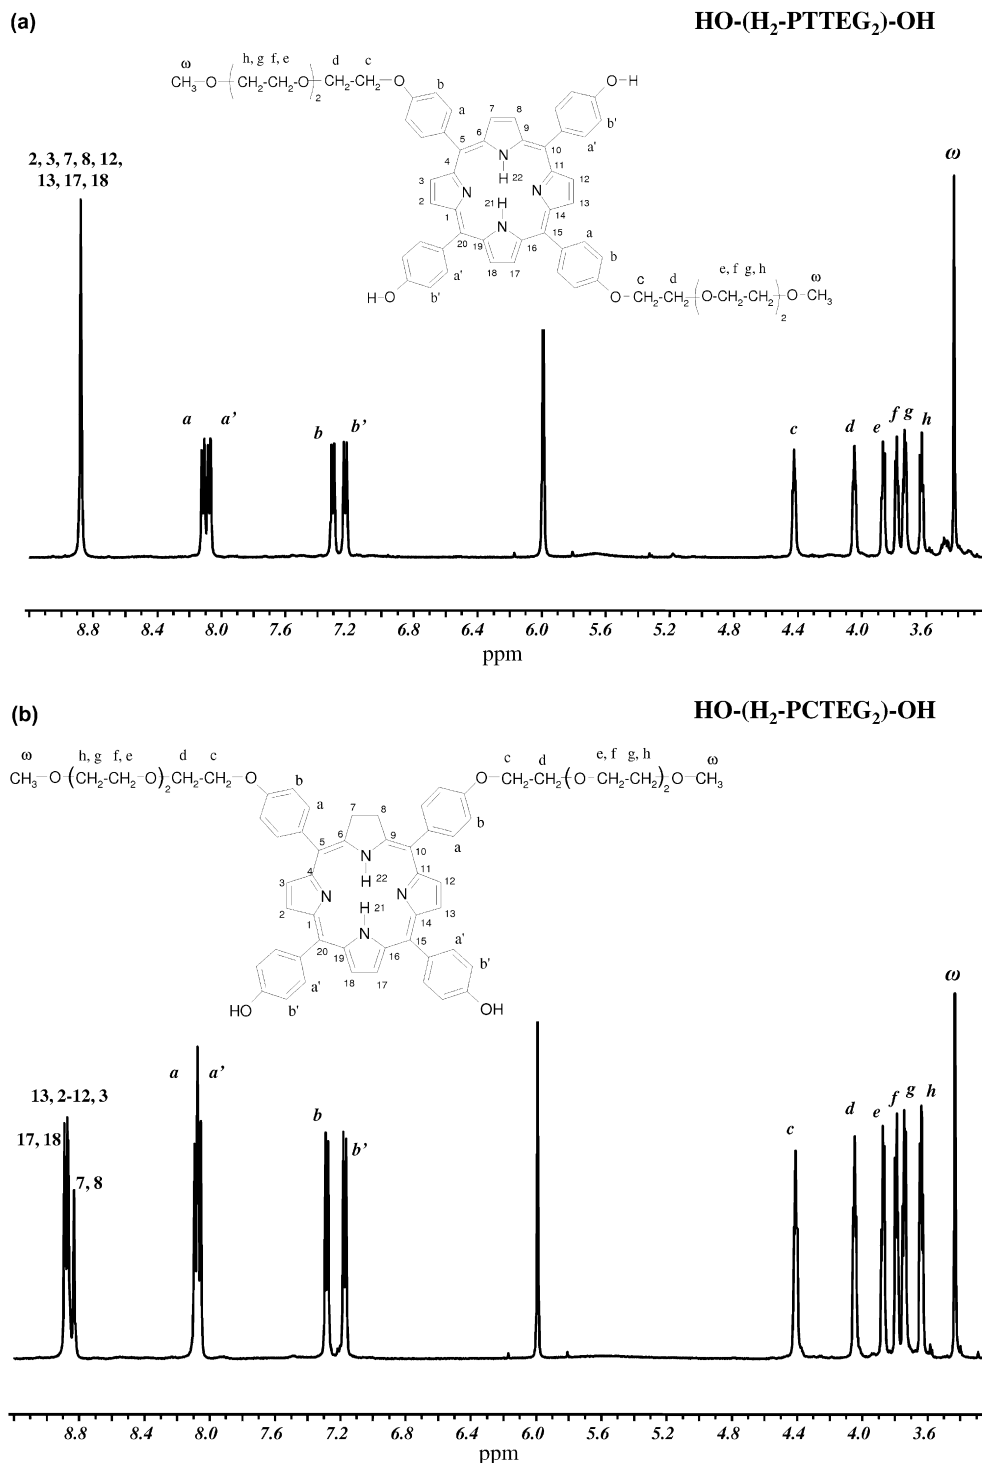 (a)
HO-(H2-PTTEG2)-OH
ω h, g f, e d c
CH3-O-(CH2-CH2-O)2-CH2-CH2-O
b
a
O-H
b'
a'
7 8
6 9
5 10
4 11
N
H 22
3 12
N N
2 13
21 H
1 14
N
20 15
19 16
18 17
a'
b'
H-O
a
b
c d e, f g, h ω
O-CH2-CH2-(O-CH2-CH2)2-O-CH3
2, 3, 7, 8, 12,
13, 17, 18
a a’
b b’
c d e f g h ω
8.8 8.4 8.0 7.6 7.2 6.8 6.4 6.0 5.6 5.2 4.8 4.4 4.0 3.6
ppm
(b)
HO-(H2-PCTEG2)-OH
ω h, g f, e d c
CH3-O-(CH2-CH2-O)2-CH2-CH2-O
c d e, f g, h ω
O-CH2-CH2-(O-CH2-CH2)2-O-CH3
b
a
b
a
7 8
6 9
5 10
4 11
N
H 22
3 12
N N
2 13
H 21
1 14
N
20 15
19 16
18 17
a'
b'
HO
a'
b'
OH
13, 2-12, 3
17, 18
7, 8
a a’
b b’
c d e f g h ω
8.8 8.4 8.0 7.6 7.2 6.8 6.4 6.0 5.6 5.2 4.8 4.4 4.0 3.6
ppm